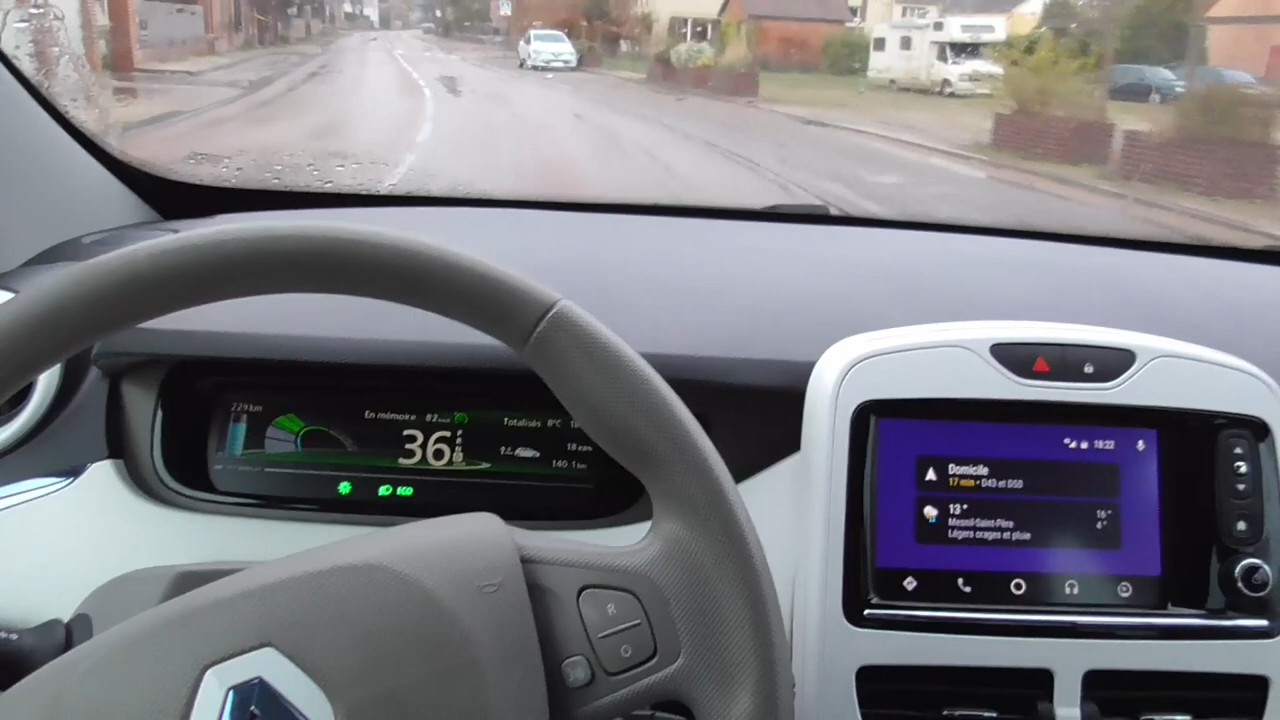 229 km
En mémoire 82 km/h
Totalisés 8°C
36
P
R
N
D
140.1 km
ECO
18:22
Domicile
17 min • D43 et D50
13°
16°
Mesnil-Saint-Père
4°
Légers orages et pluie
R
O